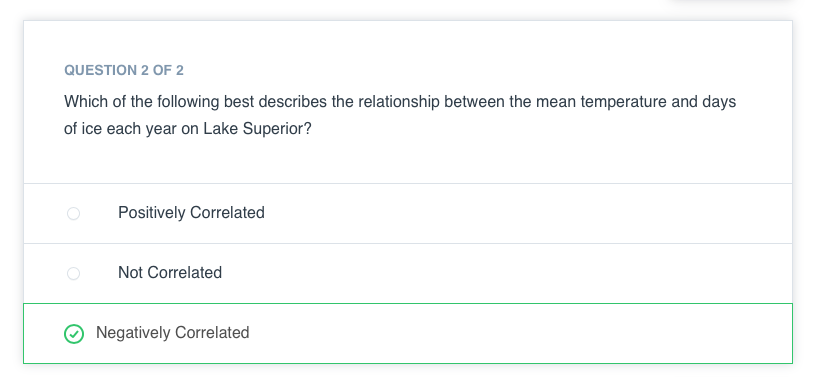 QUESTION 2 OF 2
Which of the following best describes the relationship between the mean temperature and days
of ice each year on Lake Superior?
Positively Correlated
Not Correlated
Negatively Correlated